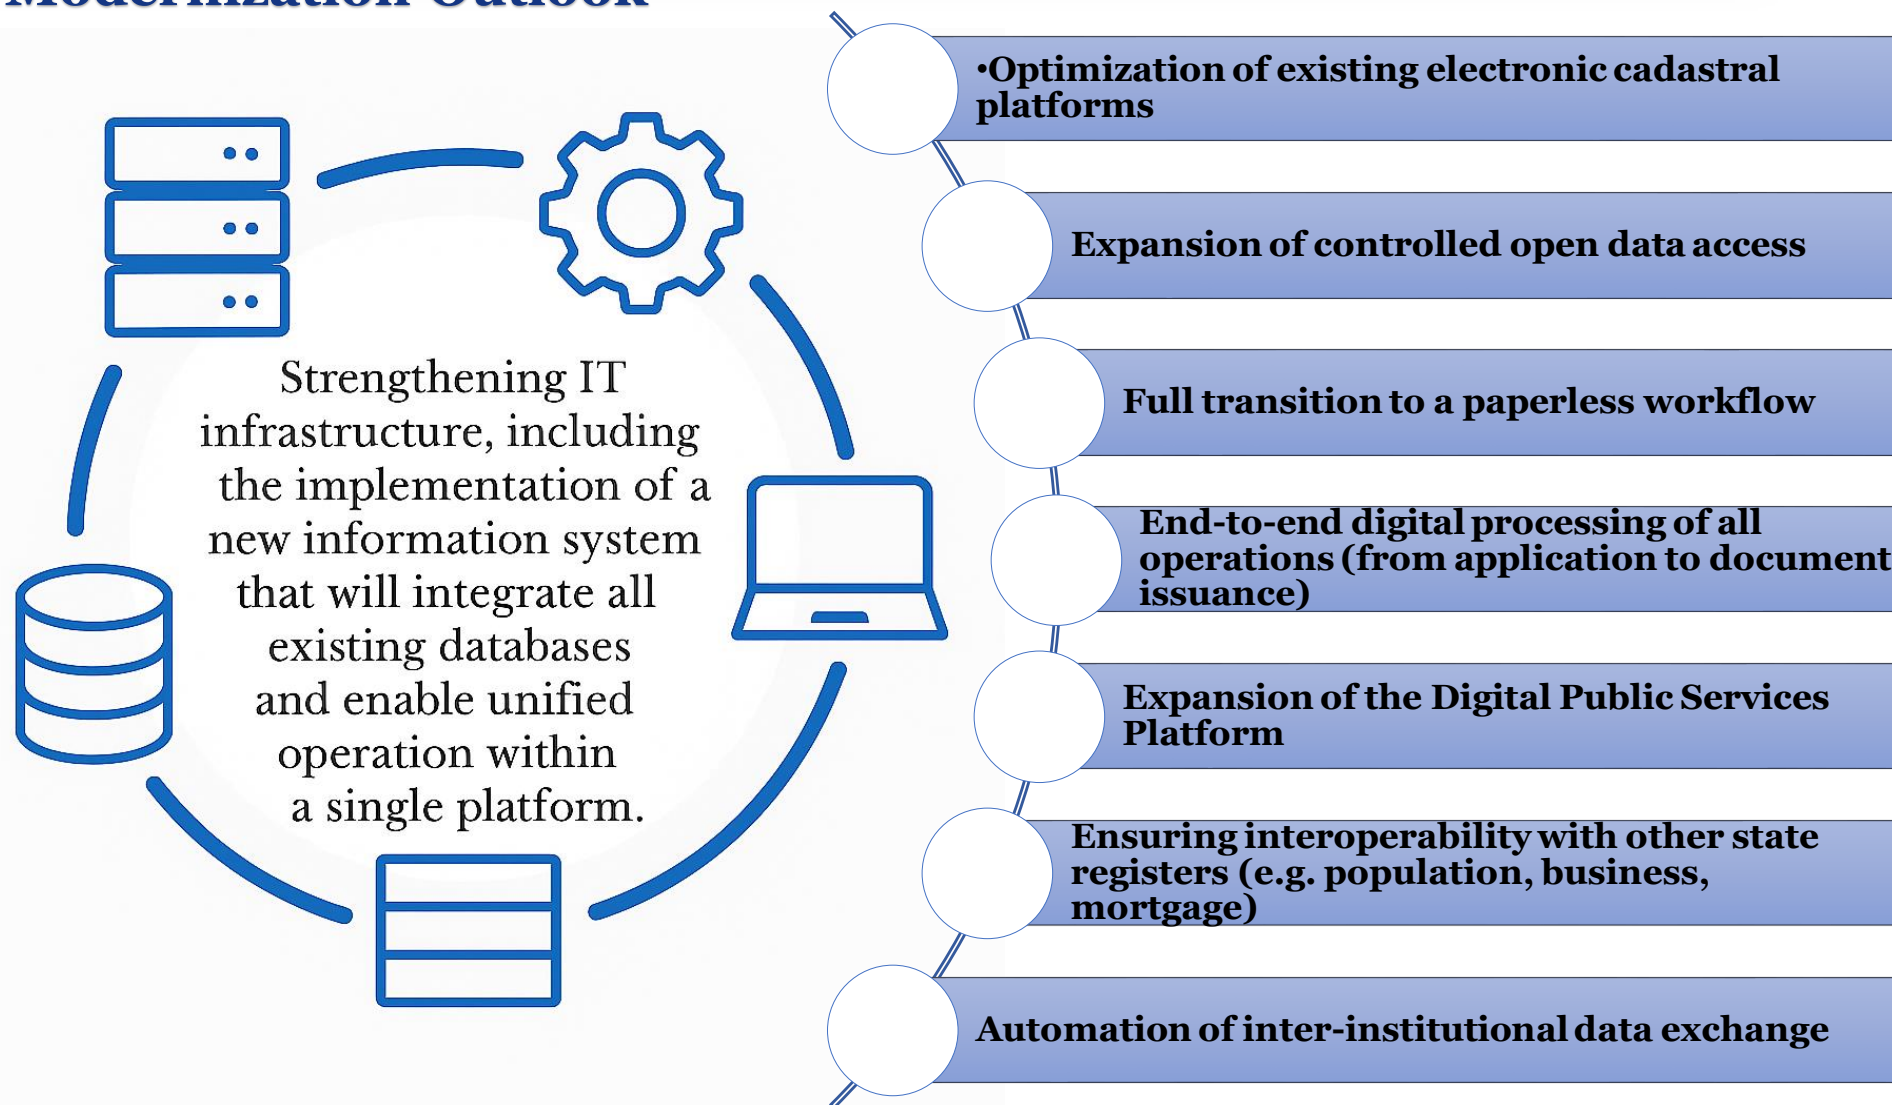 Modernization Outlook
Strengthening IT
infrastructure, including
the implementation of a
new information system
that will integrate all
existing databases
and enable unified
operation within
a single platform.
•Optimization of existing electronic cadastral
platforms
Expansion of controlled open data access
Full transition to a paperless workflow
End-to-end digital processing of all
operations (from application to document
issuance)
Expansion of the Digital Public Services
Platform
Ensuring interoperability with other state
registers (e.g. population, business,
mortgage)
Automation of inter-institutional data exchange